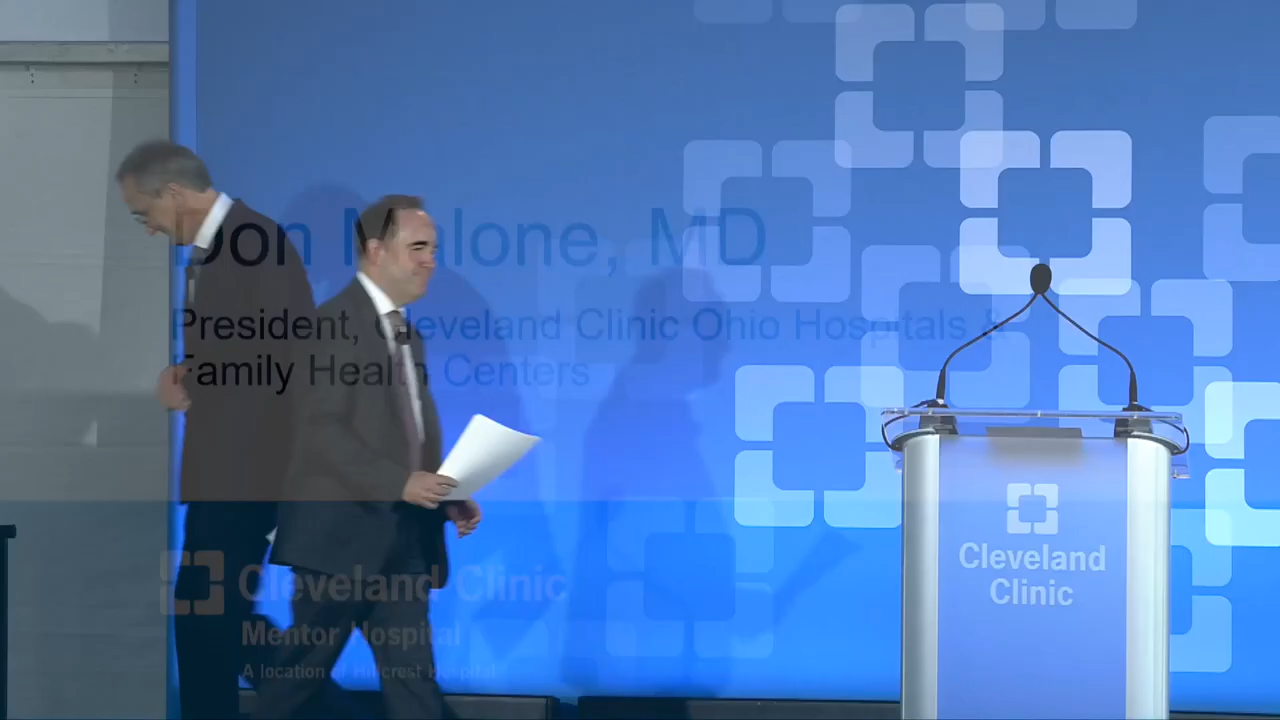 Don Malone, MD
President, Cleveland Clinic Ohio Hospitals &
Family Health Centers
Cleveland
Clinic
Cleveland Clinic
Mentor Hospital
A location of Hillcrest Hospital